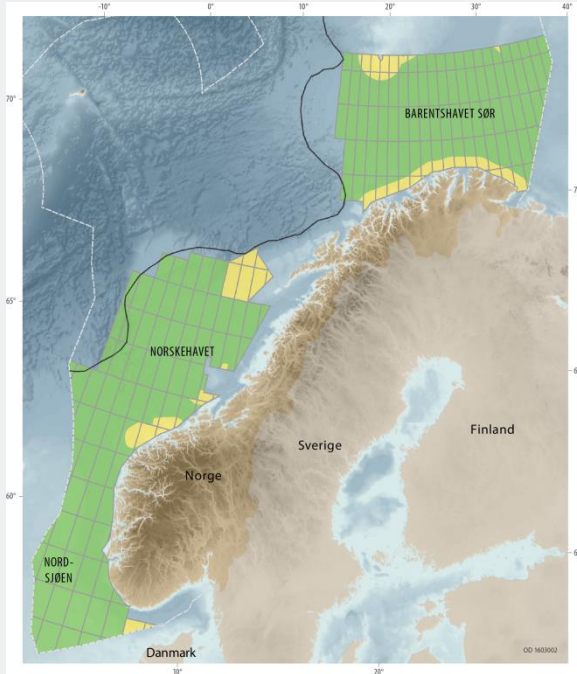 10°
0°
10°
20°
30°
40°
70°
BARENTSHAVET SØR
65°
NORSKEHAVET
Finland
Sverige
Norge
60°
NORD-
SJØEN
Danmark
OD 1603002
10°
20°